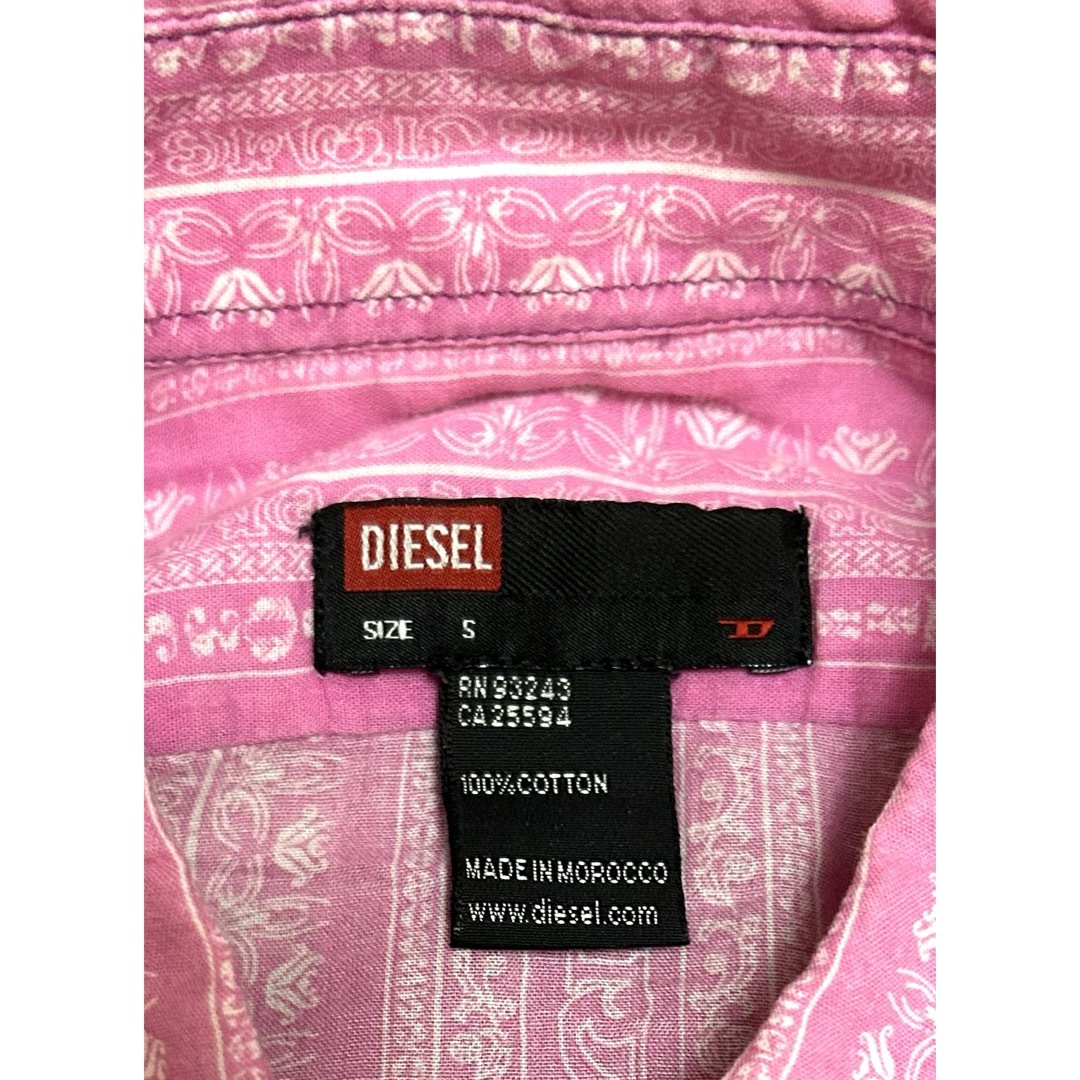 DIESEL
SIZE S
RN 93243
CA 25594
100%COTTON
MADE IN MOROCCO
www.diesel.com